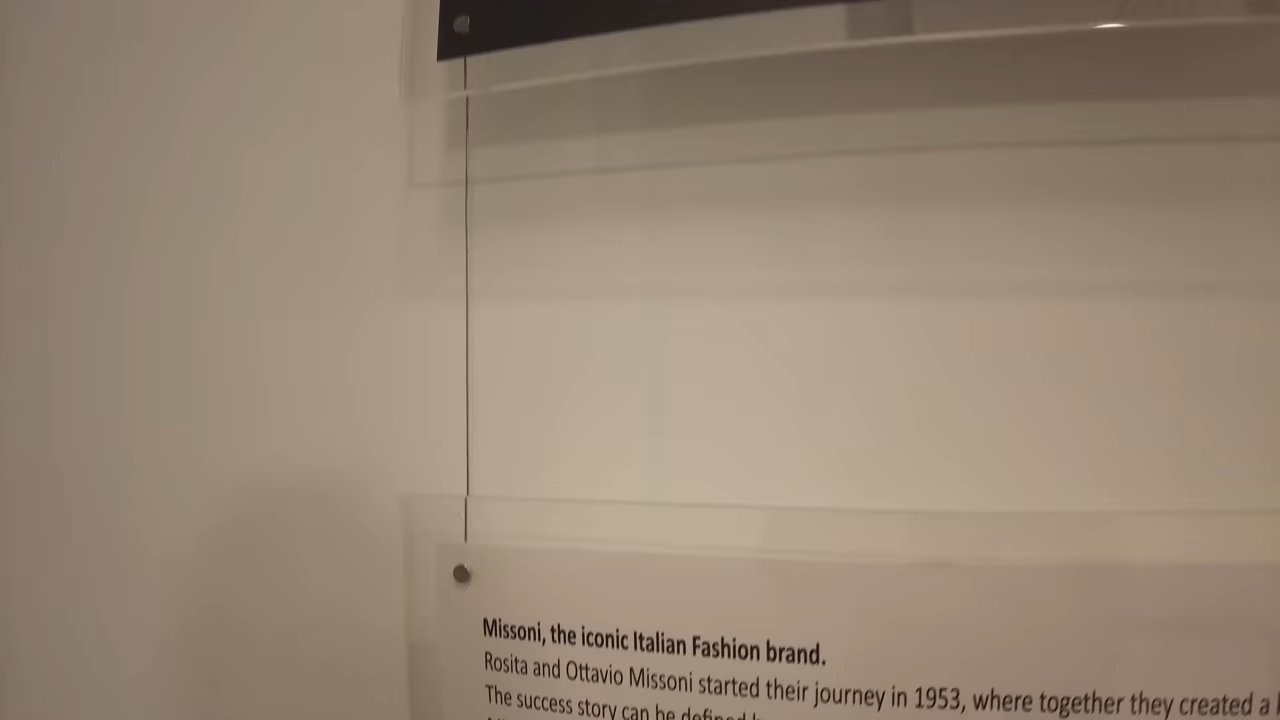 Missoni, the iconic Italian Fashion brand.
Rosita and Ottavio Missoni started their journey in 1953, where together they created a
The success story can be defined